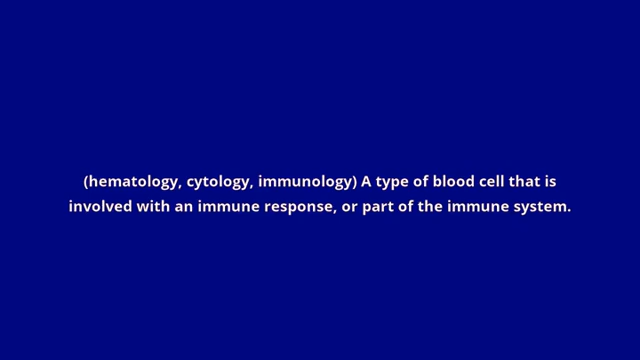 (hematology, cytology, immunology) A type of blood cell that is
involved with an immune response, or part of the immune system.